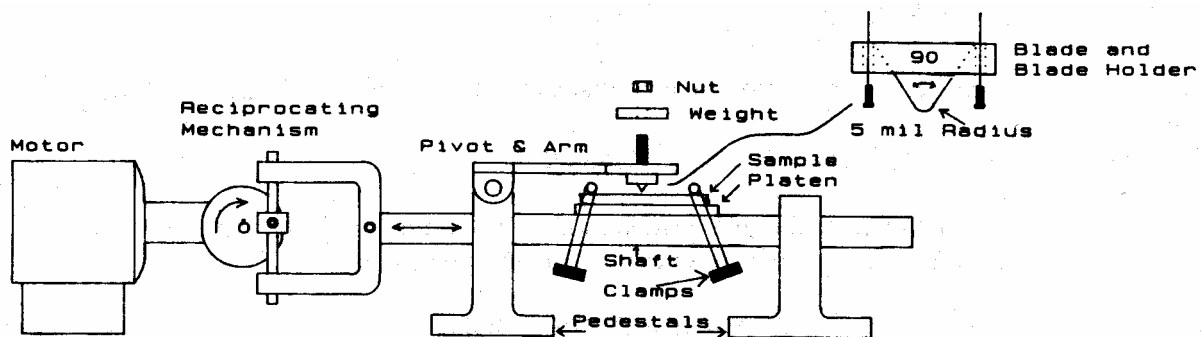 90
Blade and
Blade Holder
Nut
Weight
5 mil Radius
Reciprocating
Mechanism
Motor
Pivot & Arm
Sample
Platen
Shaft
Clamps
Pedestals